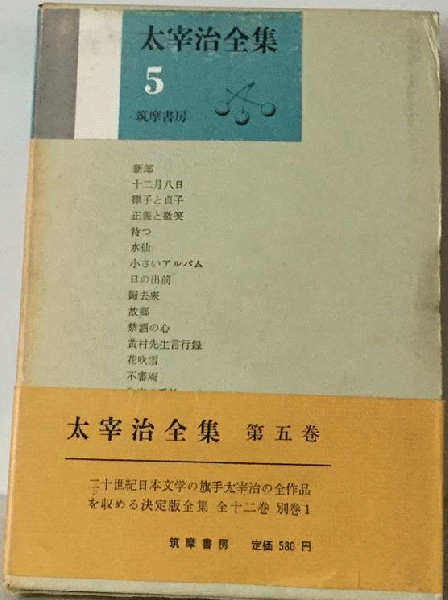 太宰治全集
5
筑摩書房
新郎
十二月八日
律子と貞子
正義と微笑
待つ
水仙
小さいアルバム
日の出前
歸去來
故郷
禁酒の心
黄村先生言行録
花吹雪
不審庵
太宰治全集 第五巻
二十世紀日本文学の旗手太宰治の全作品
を収める決定版全集 全十二巻 別巻1
筑摩書房 定価580円